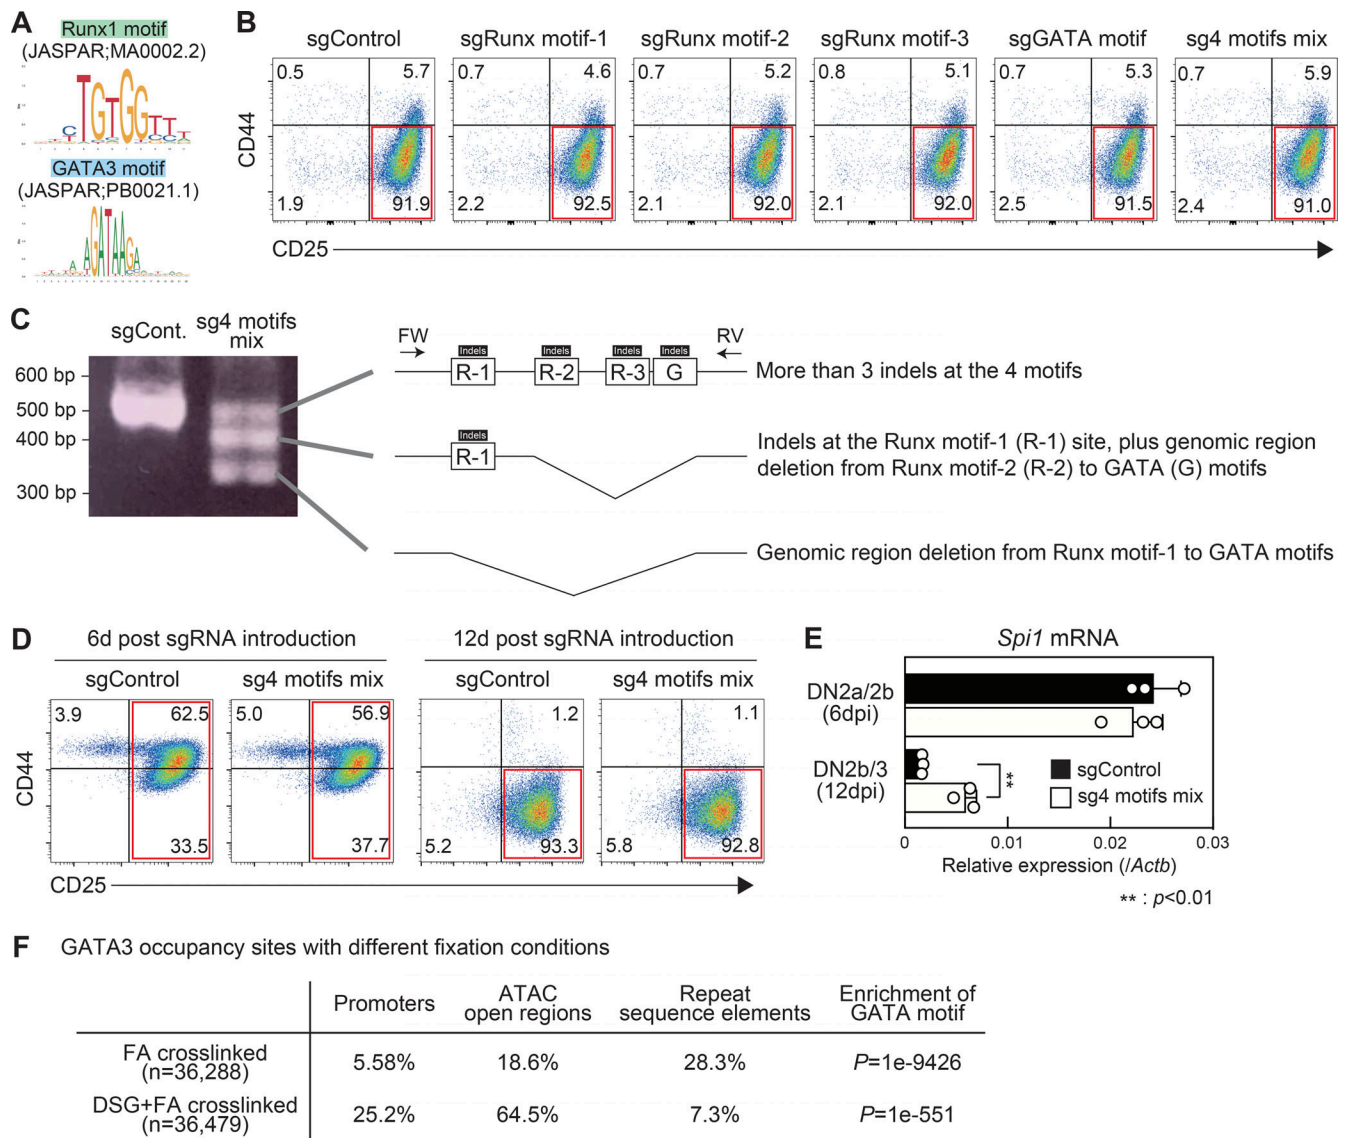 A
Runx1 motif
(JASPAR;MA0002.2)
GATA3 motif
(JASPAR;PB0021.1)
B
sgControl
sgRunx motif-1
sgRunx motif-2
sgRunx motif-3
sgGATA motif
sg4 motifs mix
0.5 5.7
0.7 4.6
0.7 5.2
0.8 5.1
0.7 5.3
0.7 5.9
1.9 91.9
2.2 92.5
2.1 92.0
2.1 92.0
2.5 91.5
2.4 91.0
CD44
CD25
C
sgCont.
sg4 motifs
mix
600 bp
500 bp
400 bp
300 bp
FW
RV
Indels
Indels
Indels
Indels
R-1
R-2
R-3
G
More than 3 indels at the 4 motifs
Indels
R-1
Indels at the Runx motif-1 (R-1) site, plus genomic region
deletion from Runx motif-2 (R-2) to GATA (G) motifs
Genomic region deletion from Runx motif-1 to GATA motifs
D
6d post sgRNA introduction
12d post sgRNA introduction
sgControl
sg4 motifs mix
sgControl
sg4 motifs mix
3.9 62.5
5.0 56.9
1.2
1.1
33.5
37.7
5.2 93.3
5.8 92.8
CD44
CD25
E
Spi1 mRNA
DN2a/2b
(6dpi)
DN2b/3
(12dpi)
**
sgControl
sg4 motifs mix
0 0.01 0.02 0.03
Relative expression (/Actb)
** : p<0.01
F
GATA3 occupancy sites with different fixation conditions
Promoters
ATAC
open regions
Repeat
sequence elements
Enrichment of
GATA motif
FA crosslinked
(n=36,288)
5.58%
18.6%
28.3%
P=1e-9426
DSG+FA crosslinked
(n=36,479)
25.2%
64.5%
7.3%
P=1e-551